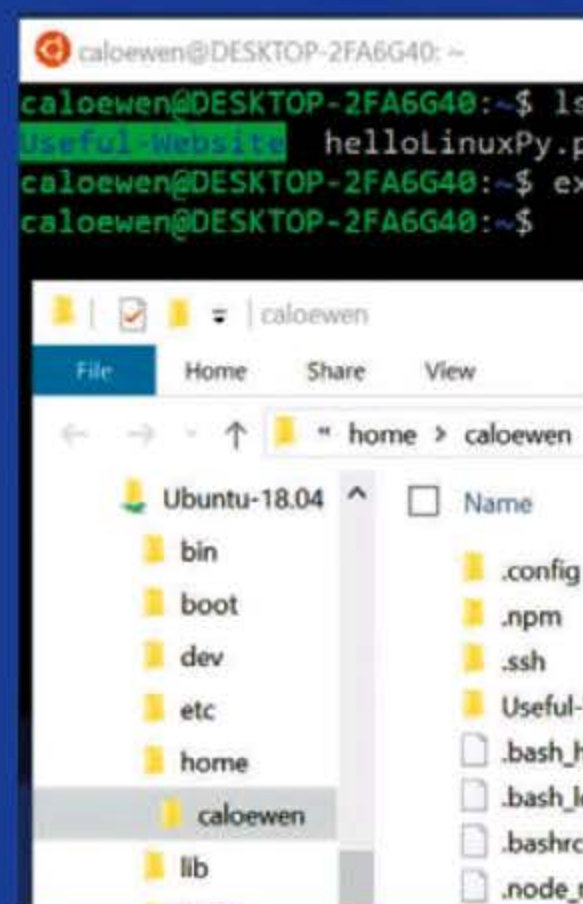 caloewen@DESKTOP-2FA6G40: ~
caloewen@DESKTOP-2FA6G40:~$ ls
Useful-Website helloLinuxPy.p
caloewen@DESKTOP-2FA6G40:~$ ex
caloewen@DESKTOP-2FA6G40:~$
caloewen
File Home Share View
« home > caloewen
Ubuntu-18.04
bin
boot
dev
etc
home
caloewen
lib
Name
.config
.npm
.ssh
Useful-
.bash_h
.bash_l
.bashrc
.node_r